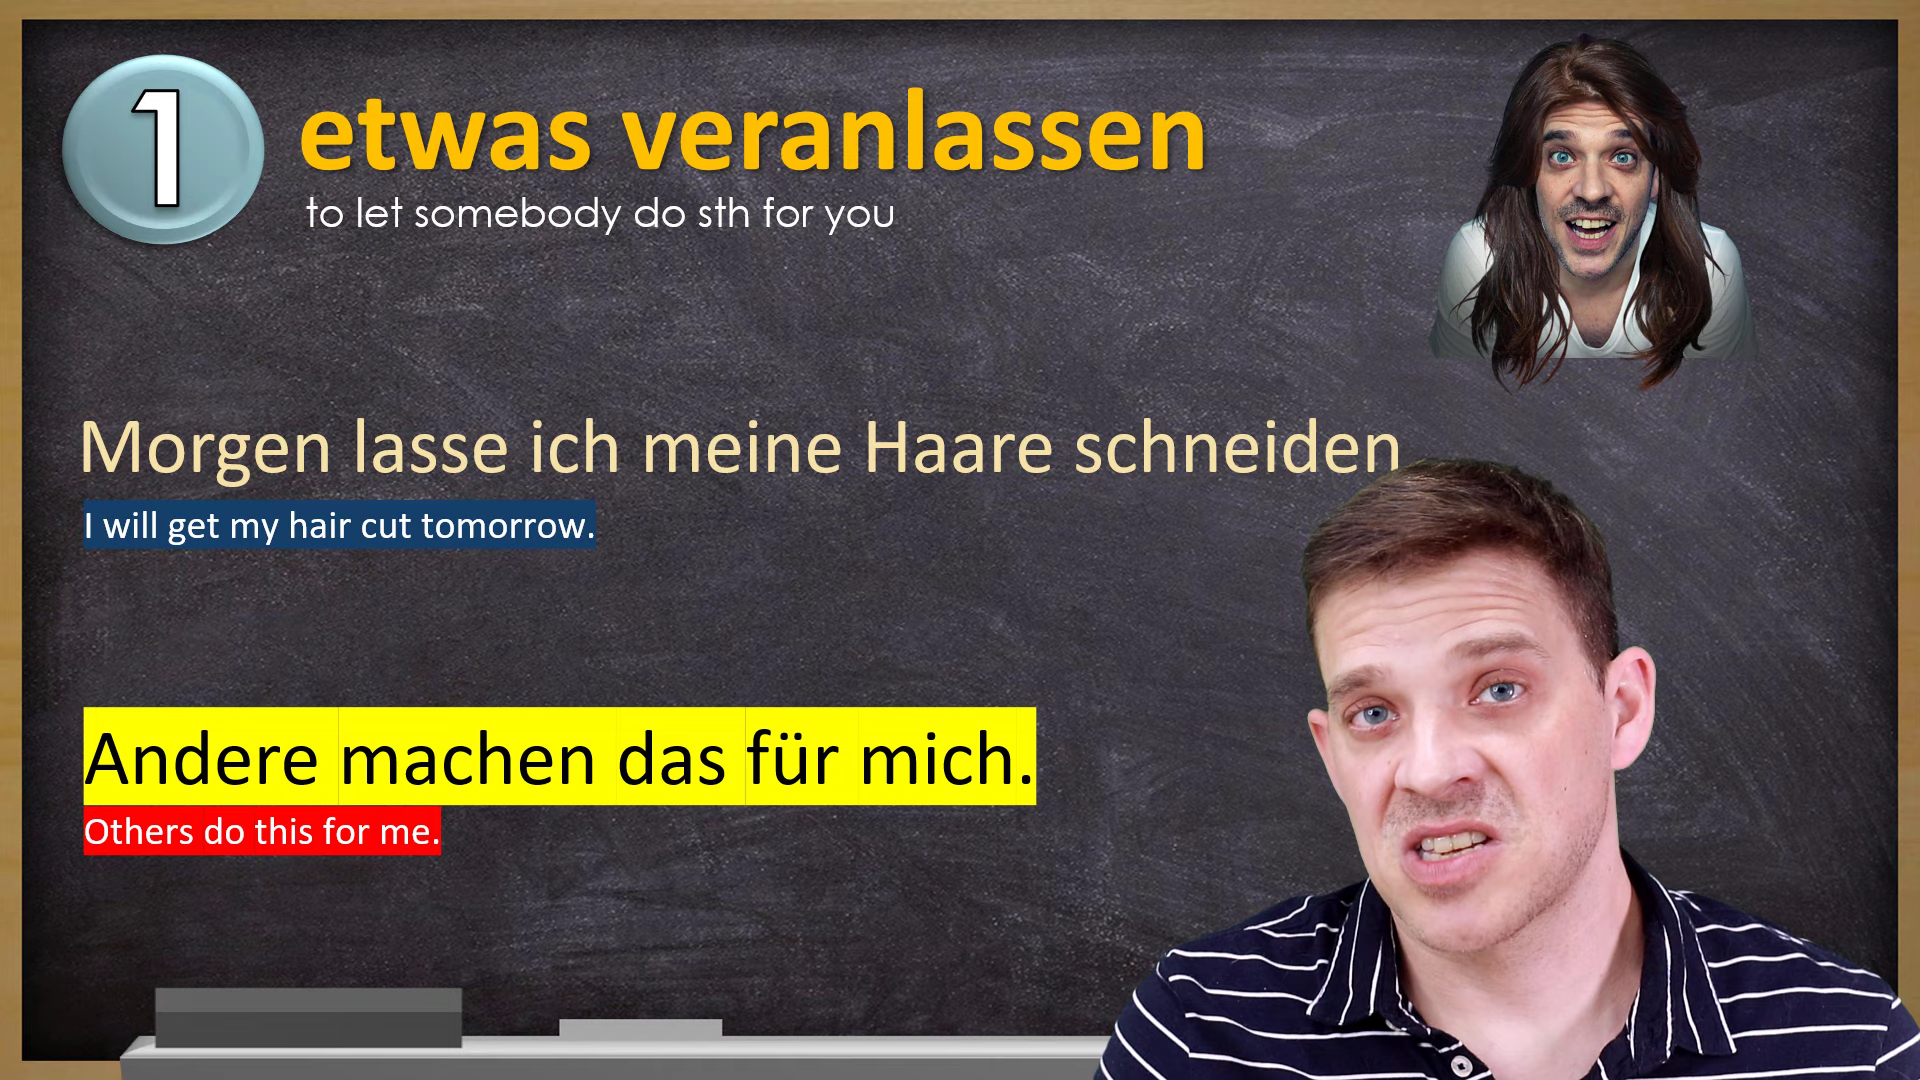 1
etwas veranlassen
to let somebody do sth for you
Morgen lasse ich meine Haare schneiden
I will get my hair cut tomorrow.
Andere machen das für mich.
Others do this for me.